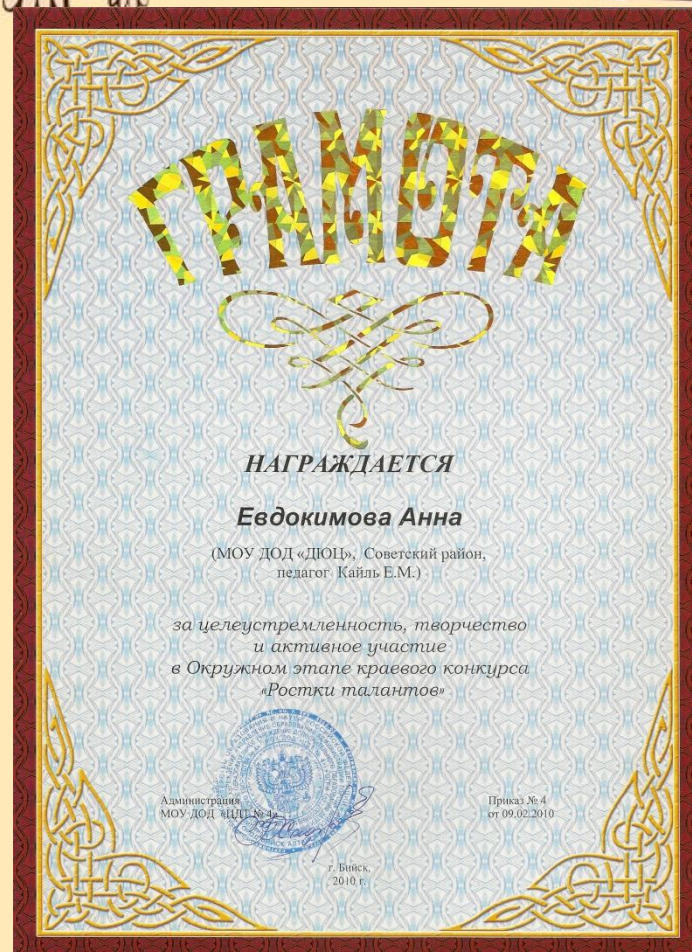 ГРАМОТА
НАГРАЖДАЕТСЯ
Евдокимова Анна
(МОУ ДОД «ДЮЦ», Советский район,
педагог Кайль Е.М.)
за целеустремленность, творчество
и активное участие
в Окружном этапе краевого конкурса
«Ростки талантов»
Администрация
МОУ ДОД «ЦДТ № 4»
Приказ № 4
от 09.02.2010
г. Бийск,
2010 г.